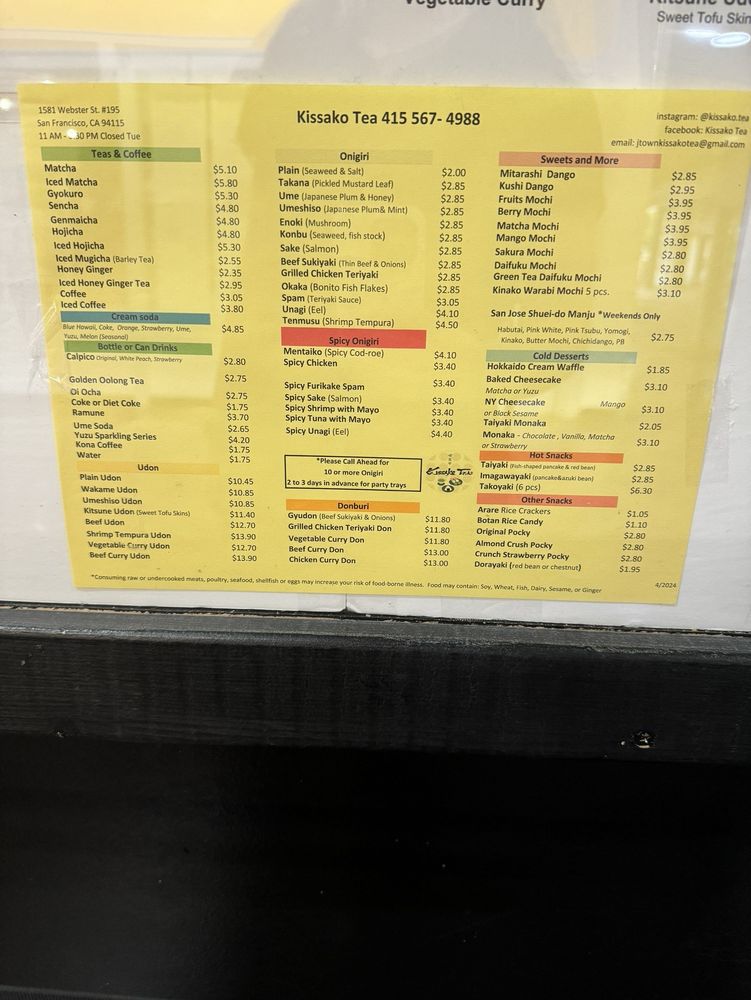 Vegetable Curry
Sweet Tofu Skin
1581 Webster St. #195
San Francisco, CA 94115
11 AM - PM Closed Tue
Kissako Tea 415 567- 4988
instagram: @kissako.tea
facebook: Kissako Tea
email: jtownkissakotea@gmail.com
Teas & Coffee
Matcha $5.10
Iced Matcha $5.80
Gyokuro $5.30
Sencha $4.80
Genmaicha $4.80
Hojicha $4.80
Iced Hojicha $5.30
Iced Mugicha (Barley Tea) $2.55
Honey Ginger $2.35
Iced Honey Ginger Tea $2.95
Coffee $3.05
Iced Coffee $3.80
Cream soda
Blue Hawaii, Coke, Orange, Strawberry, Ume, $4.85
Yuzu, Melon (Seasonal)
Bottle or Can Drinks
Calpico Original, White Peach, Strawberry $2.80
Golden Oolong Tea $2.75
Oi Ocha $2.75
Coke or Diet Coke $1.75
Ramune $3.70
Ume Soda $2.65
Yuzu Sparkling Series $4.20
Kona Coffee $1.75
Water $1.75
Udon
Plain Udon $10.45
Wakame Udon $10.85
Umeshiso Udon $10.85
Kitsune Udon (Sweet Tofu Skins) $11.40
Beef Udon $12.70
Shrimp Tempura Udon $13.90
Vegetable Curry Udon $12.70
Beef Curry Udon $13.90
Onigiri
Plain (Seaweed & Salt) $2.00
Takana (Pickled Mustard Leaf) $2.85
Ume (Japanese Plum & Honey) $2.85
Umeshiso (Japanese Plum& Mint) $2.85
Enoki (Mushroom) $2.85
Konbu (Seaweed, fish stock) $2.85
Sake (Salmon) $2.85
Beef Sukiyaki (Thin Beef & Onions) $2.85
Grilled Chicken Teriyaki $2.85
Okaka (Bonito Fish Flakes) $2.85
Spam (Teriyaki Sauce) $3.05
Unagi (Eel) $4.10
Tenmusu (Shrimp Tempura) $4.50
Spicy Onigiri
Mentaiko (Spicy Cod-roe) $4.10
Spicy Chicken $3.40
Spicy Furikake Spam $3.40
Spicy Sake (Salmon) $3.40
Spicy Shrimp with Mayo $3.40
Spicy Tuna with Mayo $3.40
Spicy Unagi (Eel) $4.40
*Please Call Ahead for
10 or more Onigiri
2 to 3 days in advance for party trays
Kissako Tea
Donburi
Gyudon (Beef Sukiyaki & Onions) $11.80
Grilled Chicken Teriyaki Don $11.80
Vegetable Curry Don $11.80
Beef Curry Don $13.00
Chicken Curry Don $13.00
Sweets and More
Mitarashi Dango $2.85
Kushi Dango $2.95
Fruits Mochi $3.95
Berry Mochi $3.95
Matcha Mochi $3.95
Mango Mochi $3.95
Sakura Mochi $2.80
Daifuku Mochi $2.80
Green Tea Daifuku Mochi $2.80
Kinako Warabi Mochi 5 pcs. $3.10
San Jose Shuei-do Manju *Weekends Only
Habutai, Pink White, Pink Tsubu, Yomogi, $2.75
Kinako, Butter Mochi, Chichidango, PB
Cold Desserts
Hokkaido Cream Waffle $1.85
Baked Cheesecake $3.10
Matcha or Yuzu
NY Cheesecake Mango $3.10
or Black Sesame
Taiyaki Monaka $2.05
Monaka - Chocolate , Vanilla, Matcha $3.10
or Strawberry
Hot Snacks
Taiyaki (fish-shaped pancake & red bean) $2.85
Imagawayaki (pancake&azuki bean) $2.85
Takoyaki (6 pcs) $6.30
Other Snacks
Arare Rice Crackers $1.05
Botan Rice Candy $1.10
Original Pocky $2.80
Almond Crush Pocky $2.80
Crunch Strawberry Pocky $2.80
Dorayaki (red bean or chestnut) $1.95
*Consuming raw or undercooked meats, poultry, seafood, shellfish or eggs may increase your risk of food-borne illness. Food may contain: Soy, Wheat, Fish, Dairy, Sesame, or Ginger
4/2024